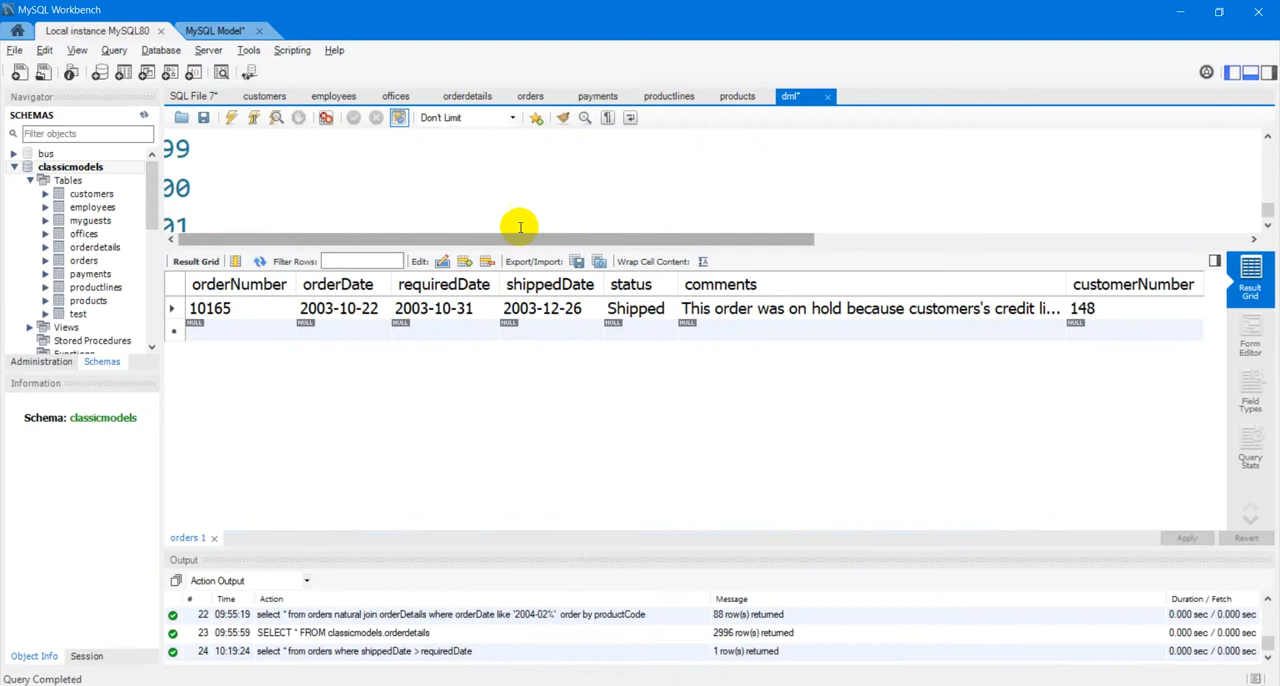 MySQL Workbench
Local instance MySQL80 MySQL Model*
File Edit View Query Database Server Tools Scripting Help
Navigator
SQL File 7* customers employees offices orderdetails orders payments productlines products dml*
SCHEMAS
Don't Limit
Filter objects
bus
classicmodels
Tables
customers
employees
myguests
offices
orderdetails
orders
payments
productlines
products
test
Views
Stored Procedures
Administration Schemas
Information
Schema: classicmodels
Object Info Session
99
00
01
Result Grid Filter Rows: Edit: Export/Import: Wrap Cell Content:
orderNumber orderDate requiredDate shippedDate status comments customerNumber
10165 2003-10-22 2003-10-31 2003-12-26 Shipped This order was on hold because customers's credit li... 148
NULL NULL NULL NULL NULL NULL NULL
Result Grid
Form Editor
Field Types
Query Stats
orders 1 Apply Revert
Output
Action Output
# Time Action Message Duration / Fetch
22 09:55:19 select * from orders natural join orderDetails where orderDate like '2004-02%' order by productCode 88 row(s) returned 0.000 sec / 0.000 sec
23 09:55:59 SELECT * FROM classicmodels.orderdetails 2996 row(s) returned 0.000 sec / 0.000 sec
24 10:19:24 select * from orders where shippedDate > requiredDate 1 row(s) returned 0.000 sec / 0.000 sec
Query Completed